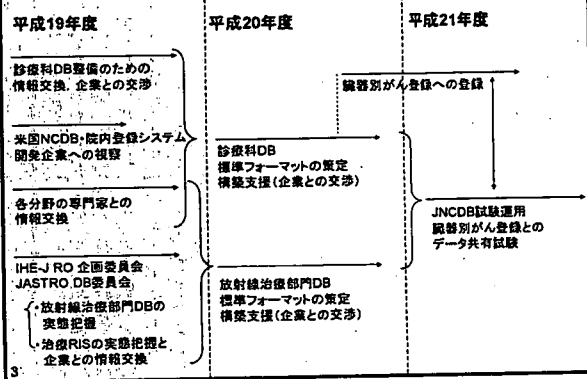 平成19年度
平成20年度
平成21年度
診療科DB整備のための
情報交換、企業との交渉
臓器別がん登録への登録
米国NCDB・院内登録システム
開発企業への視察
診療科DB
標準フォーマットの策定
構築支援(企業との交渉)
各分野の専門家との
情報交換
JNCDB試験運用
臓器別がん登録との
データ共有試験
IHE-J RO 企画委員会
JASTRO DB委員会
・放射線治療部門DBの
実態把握
・治療RISの実態把握と
企業との情報交換
放射線治療部門DB
標準フォーマットの策定
構築支援(企業との交渉)
3